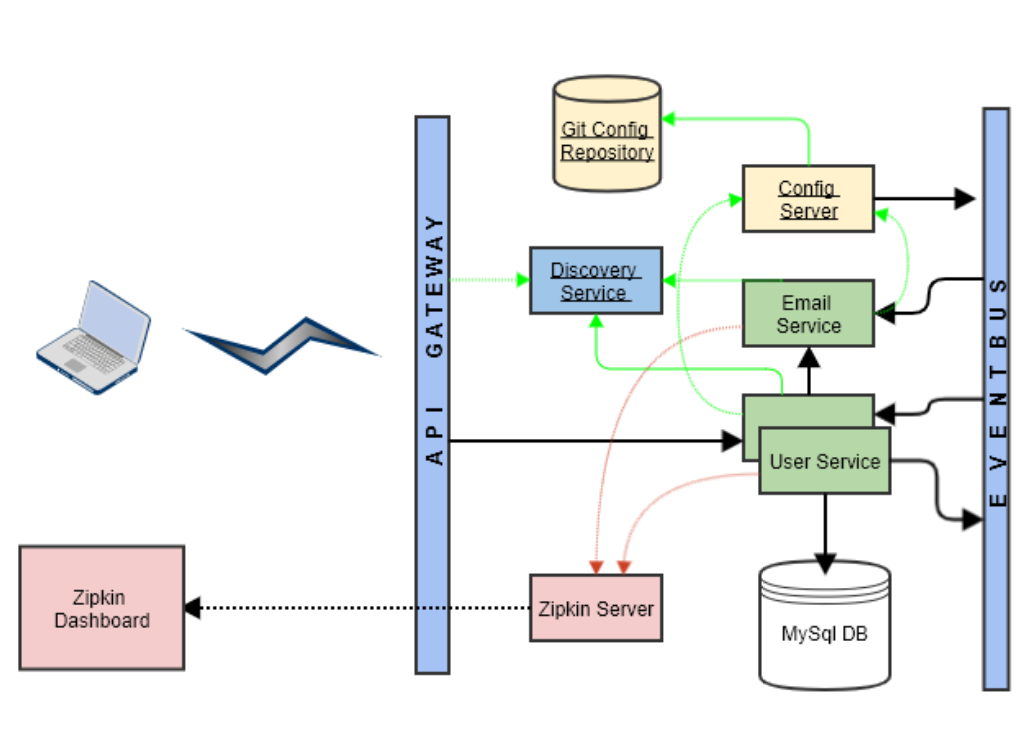 Git Config
Repository
Config
Server
API GATEWAY
Discovery
Service
Email
Service
EVENTBUS
User Service
Zipkin
Dashboard
Zipkin Server
MySql DB